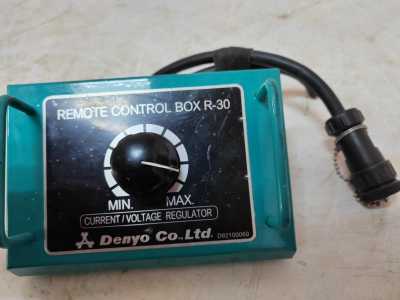 REMOTE CONTROL BOX R-30
MIN. MAX.
CURRENT/VOLTAGE REGULATOR
Denyo Co.,Ltd. D62100060